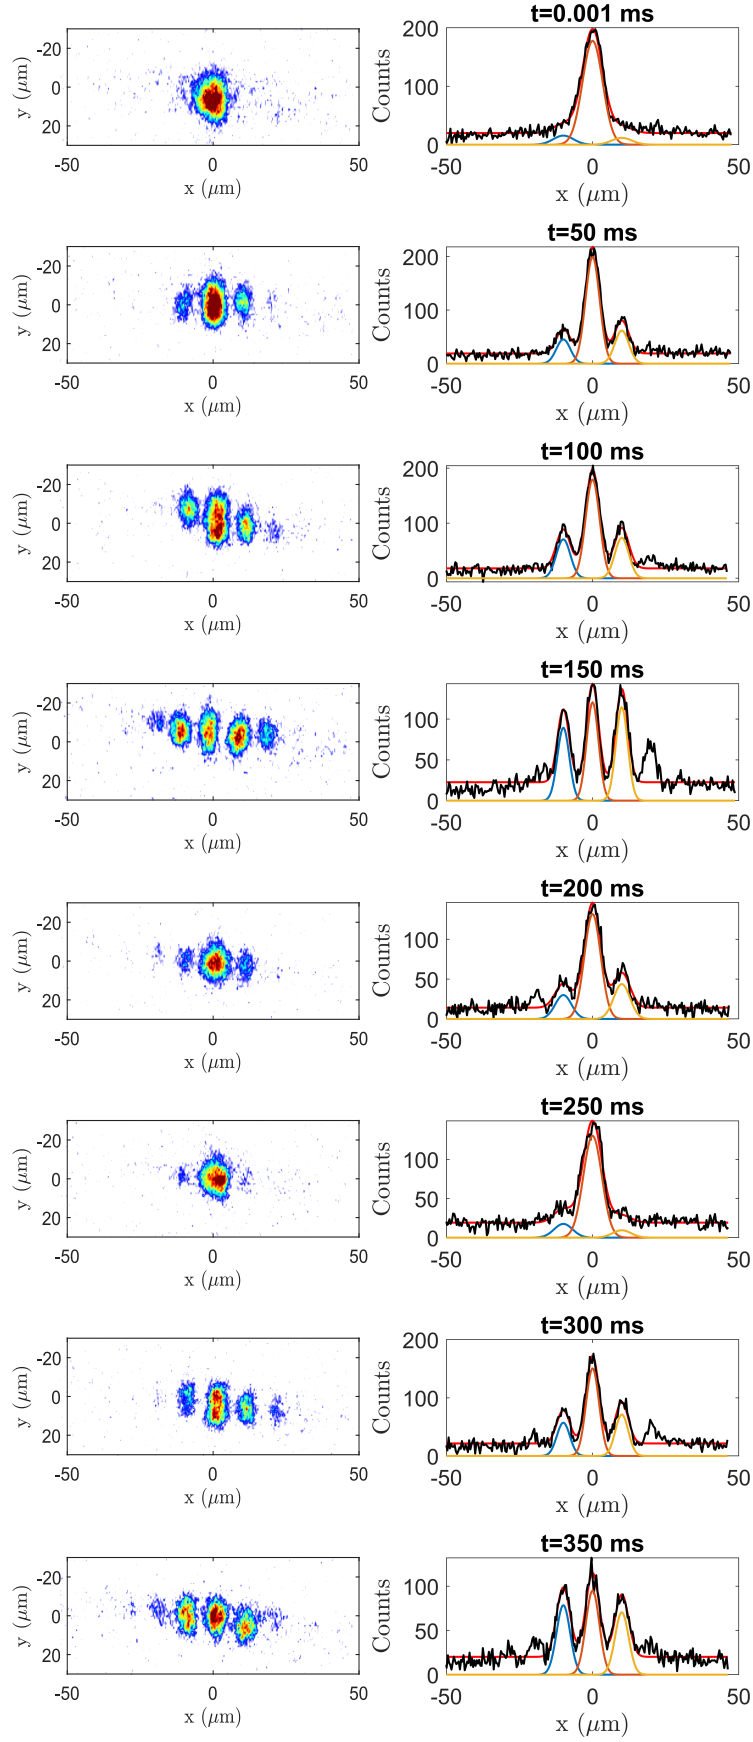 t=0.001 ms
-20
0
20
y (μm)
-50 0 50
x (μm)
200
100
0
Counts
-50 0 50
x (μm)
t=50 ms
-20
0
20
y (μm)
-50 0 50
x (μm)
200
100
0
Counts
-50 0 50
x (μm)
t=100 ms
-20
0
20
y (μm)
-50 0 50
x (μm)
200
100
0
Counts
-50 0 50
x (μm)
t=150 ms
-20
0
20
y (μm)
-50 0 50
x (μm)
100
50
0
Counts
-50 0 50
x (μm)
t=200 ms
-20
0
20
y (μm)
-50 0 50
x (μm)
100
50
0
Counts
-50 0 50
x (μm)
t=250 ms
-20
0
20
y (μm)
-50 0 50
x (μm)
100
50
0
Counts
-50 0 50
x (μm)
t=300 ms
-20
0
20
y (μm)
-50 0 50
x (μm)
200
100
0
Counts
-50 0 50
x (μm)
t=350 ms
-20
0
20
y (μm)
-50 0 50
x (μm)
100
50
0
Counts
-50 0 50
x (μm)